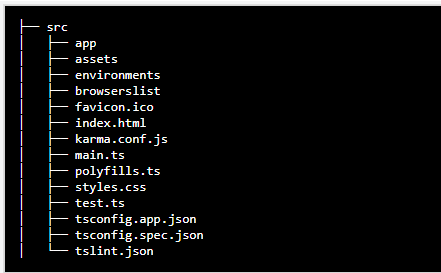 ├── src
│   ├── app
│   ├── assets
│   ├── environments
│   ├── browserslist
│   ├── favicon.ico
│   ├── index.html
│   ├── karma.conf.js
│   ├── main.ts
│   ├── polyfills.ts
│   ├── styles.css
│   ├── test.ts
│   ├── tsconfig.app.json
│   ├── tsconfig.spec.json
│   └── tslint.json